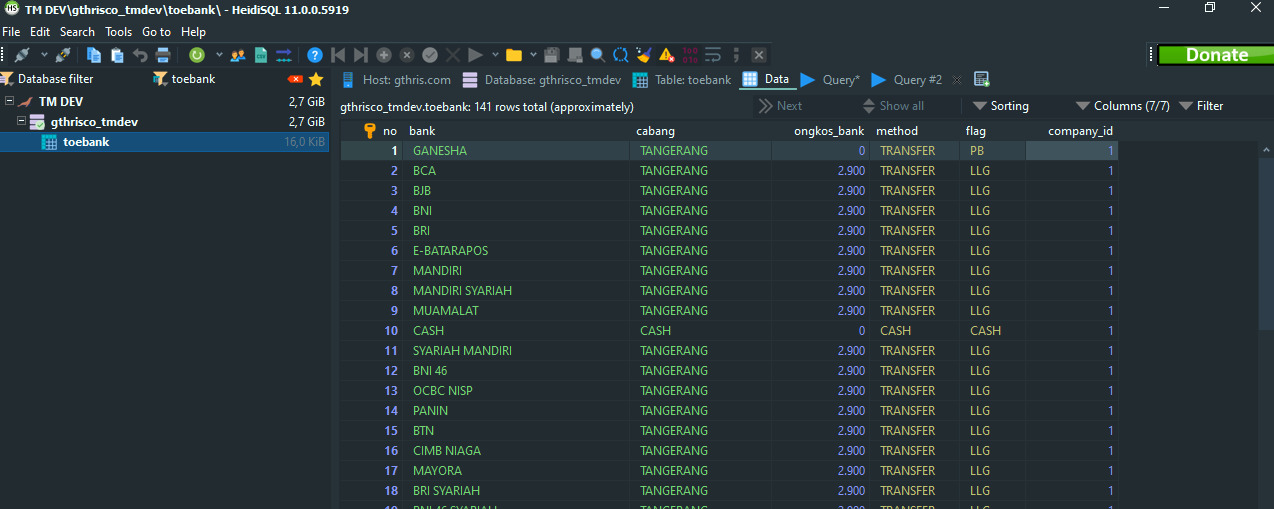 HS TM DEV\gthrisco_tmdev\toebank\ - HeidiSQL 11.0.0.5919
File Edit Search Tools Go to Help
Donate
Database filter toebank
Host: gthris.com Database: gthrisco_tmdev Table: toebank Data Query* Query #2
TM DEV 2,7 GiB
gthrisco_tmdev 2,7 GiB
toebank 16,0 KiB
gthrisco_tmdev.toebank: 141 rows total (approximately) Next Show all Sorting Columns (7/7) Filter
no bank cabang ongkos_bank method flag company_id
1 GANESHA TANGERANG 0 TRANSFER PB 1
2 BCA TANGERANG 2.900 TRANSFER LLG 1
3 BJB TANGERANG 2.900 TRANSFER LLG 1
4 BNI TANGERANG 2.900 TRANSFER LLG 1
5 BRI TANGERANG 2.900 TRANSFER LLG 1
6 E-BATARAPOS TANGERANG 2.900 TRANSFER LLG 1
7 MANDIRI TANGERANG 2.900 TRANSFER LLG 1
8 MANDIRI SYARIAH TANGERANG 2.900 TRANSFER LLG 1
9 MUAMALAT TANGERANG 2.900 TRANSFER LLG 1
10 CASH CASH 0 CASH CASH 1
11 SYARIAH MANDIRI TANGERANG 2.900 TRANSFER LLG 1
12 BNI 46 TANGERANG 2.900 TRANSFER LLG 1
13 OCBC NISP TANGERANG 2.900 TRANSFER LLG 1
14 PANIN TANGERANG 2.900 TRANSFER LLG 1
15 BTN TANGERANG 2.900 TRANSFER LLG 1
16 CIMB NIAGA TANGERANG 2.900 TRANSFER LLG 1
17 MAYORA TANGERANG 2.900 TRANSFER LLG 1
18 BRI SYARIAH TANGERANG 2.900 TRANSFER LLG 1